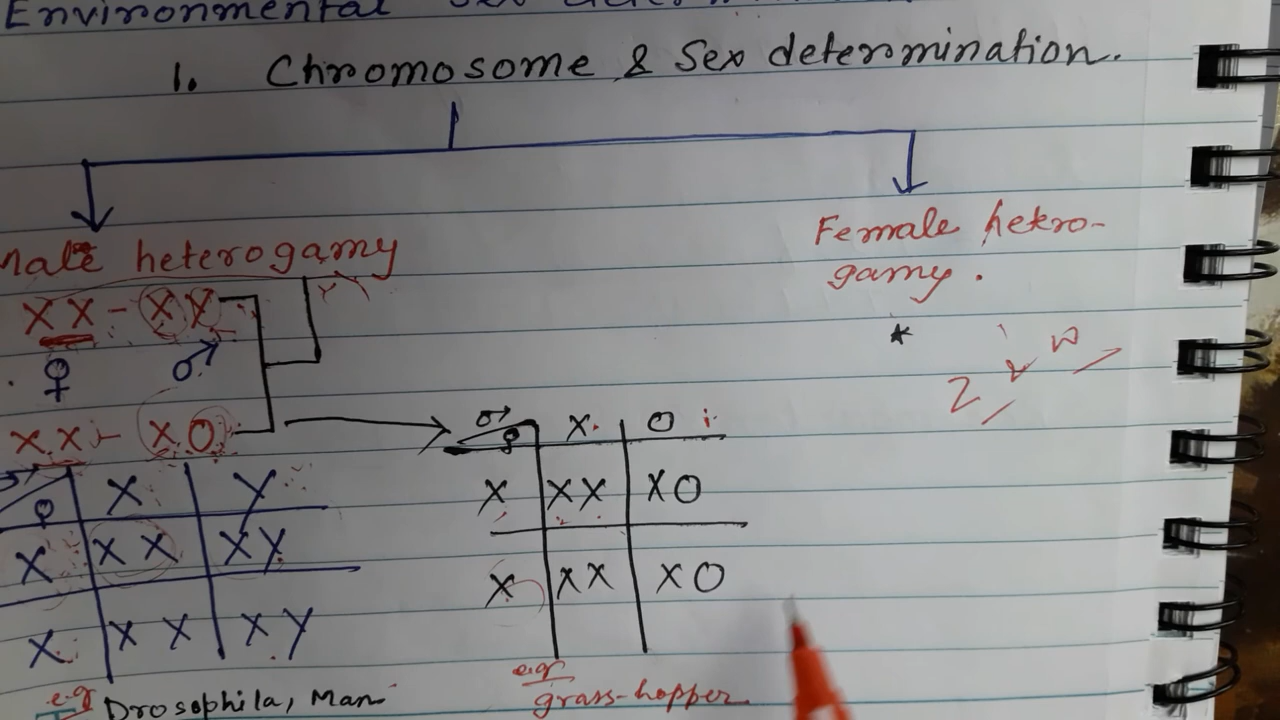 Environmental Sex
1. Chromosome & Sex determination.
Male heterogamy
Female hetero-
gamy.
XX - XY
♀ ♂
XX - XO
*
♂ X Y
♀
X XX XY
X XX XY
e.g Drosophila, Man
♂ X O
♀
X XX XO
X XX XO
e.g
grass-hopper